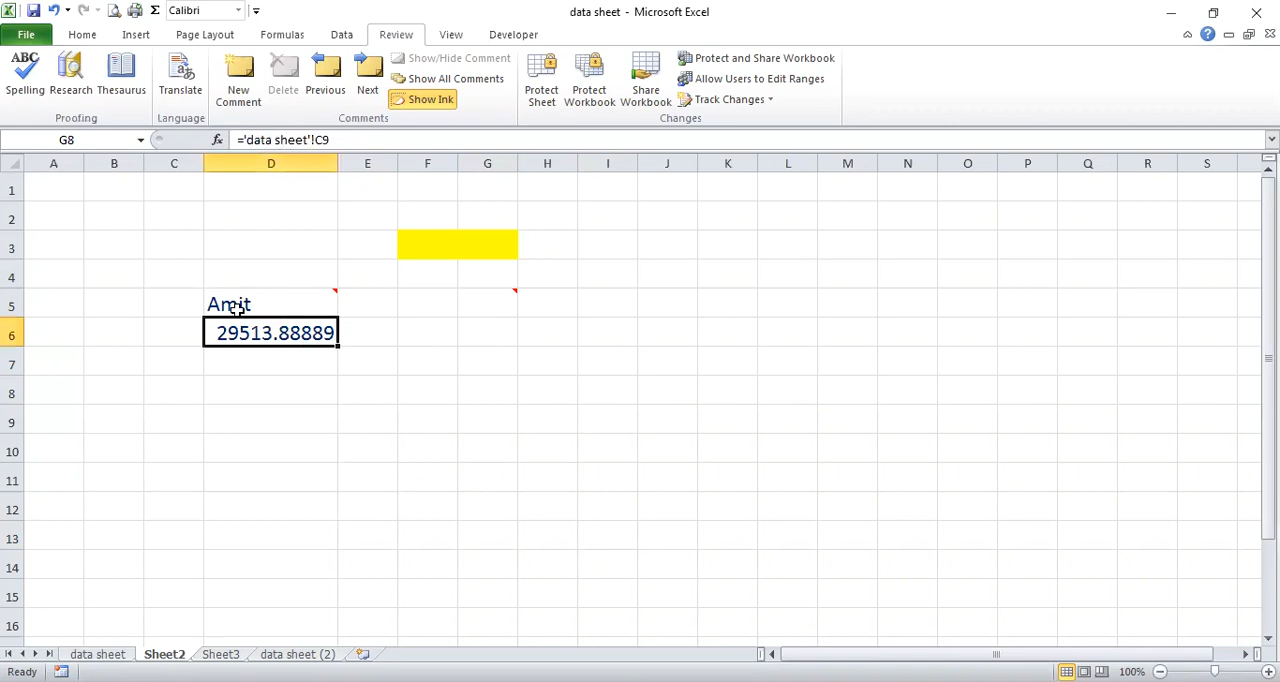 Calibri
data sheet - Microsoft Excel
File Home Insert Page Layout Formulas Data Review View Developer
ABC
Spelling Research Thesaurus
Proofing
Translate
Language
New Comment
Delete
Previous
Next
Show/Hide Comment
Show All Comments
Show Ink
Comments
Protect Sheet
Protect Workbook
Share Workbook
Protect and Share Workbook
Allow Users to Edit Ranges
Track Changes
Changes
G8 fx ='data sheet'!C9
A B C D E F G H I J K L M N O P Q R S
1
2
3
4
5 Amit
6 29513.88889
7
8
9
10
11
12
13
14
15
16
data sheet Sheet2 Sheet3 data sheet (2)
Ready 100%